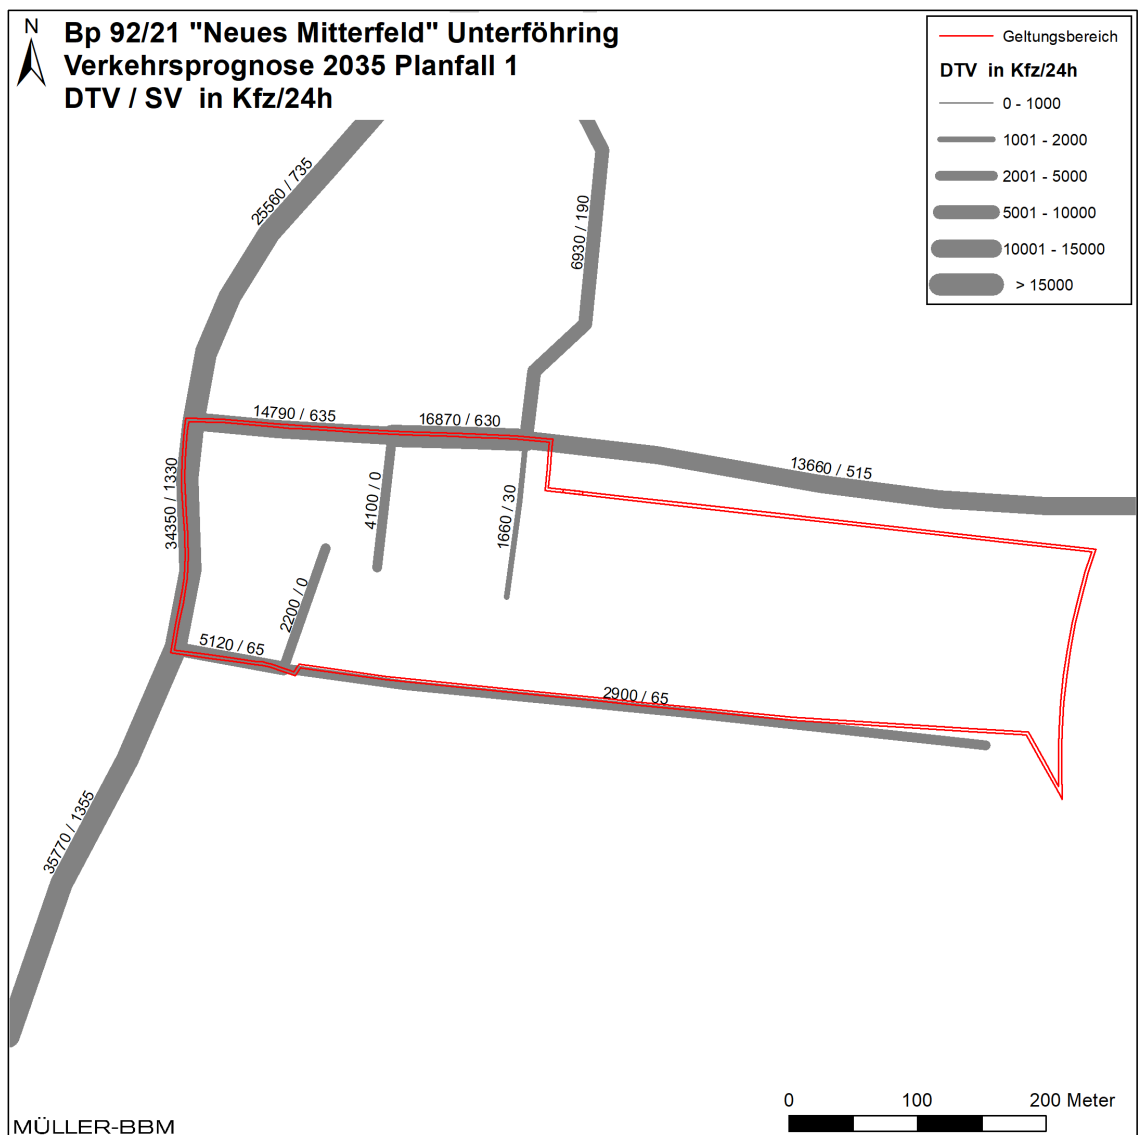 N
Bp 92/21 "Neues Mitterfeld" Unterföhring
Verkehrsprognose 2035 Planfall 1
DTV / SV in Kfz/24h
Geltungsbereich
DTV in Kfz/24h
0 - 1000
1001 - 2000
2001 - 5000
5001 - 10000
10001 - 15000
> 15000
25560 / 735
6930 / 190
14790 / 635
16870 / 630
13660 / 515
34350 / 1330
4100 / 0
1660 / 30
2200 / 0
5120 / 65
2900 / 65
35770 / 1355
0 100 200 Meter
MÜLLER-BBM